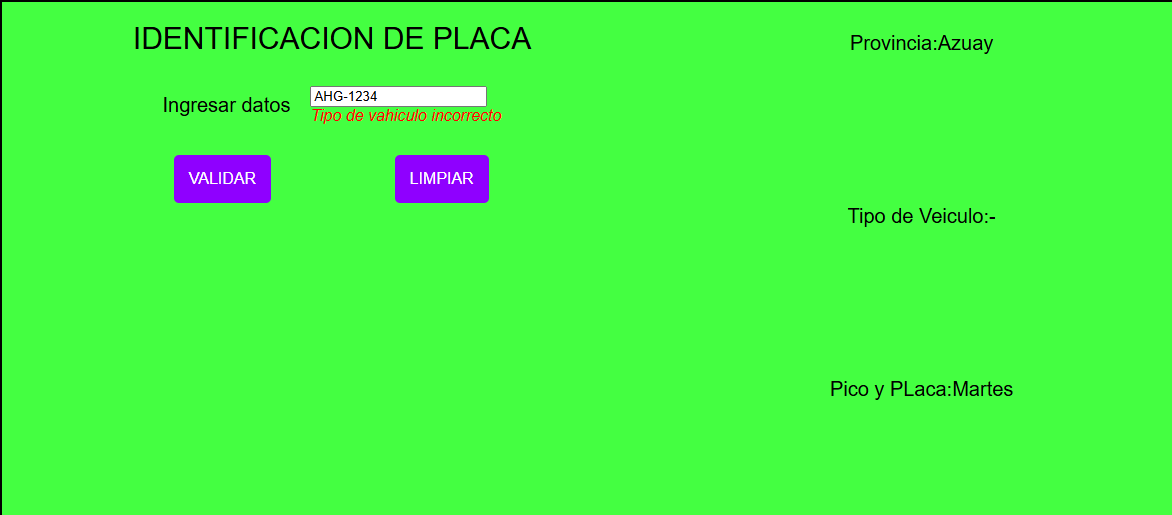 IDENTIFICACION DE PLACA
Ingresar datos
AHG-1234
Tipo de vahiculo incorrecto
VALIDAR
LIMPIAR
Provincia:Azuay
Tipo de Veiculo:-
Pico y PLaca:Martes